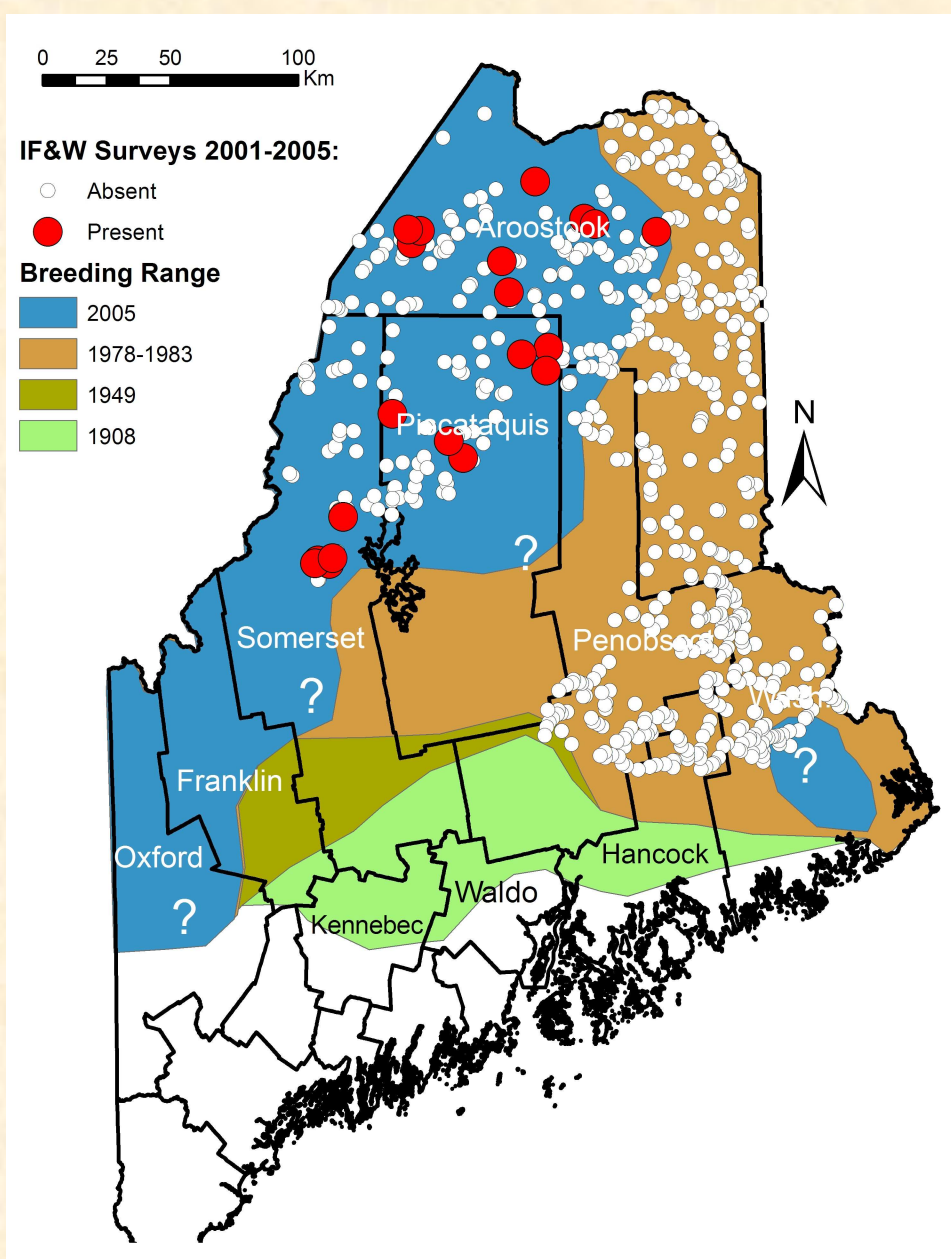 0 25 50 100
Km
IF&W Surveys 2001-2005:
Absent
Present
Breeding Range
2005
1978-1983
1949
1908
N
Aroostook
Piscataquis
?
Somerset
Penobscot
?
Wash
?
Franklin
Oxford
Hancock
Waldo
?
Kennebec